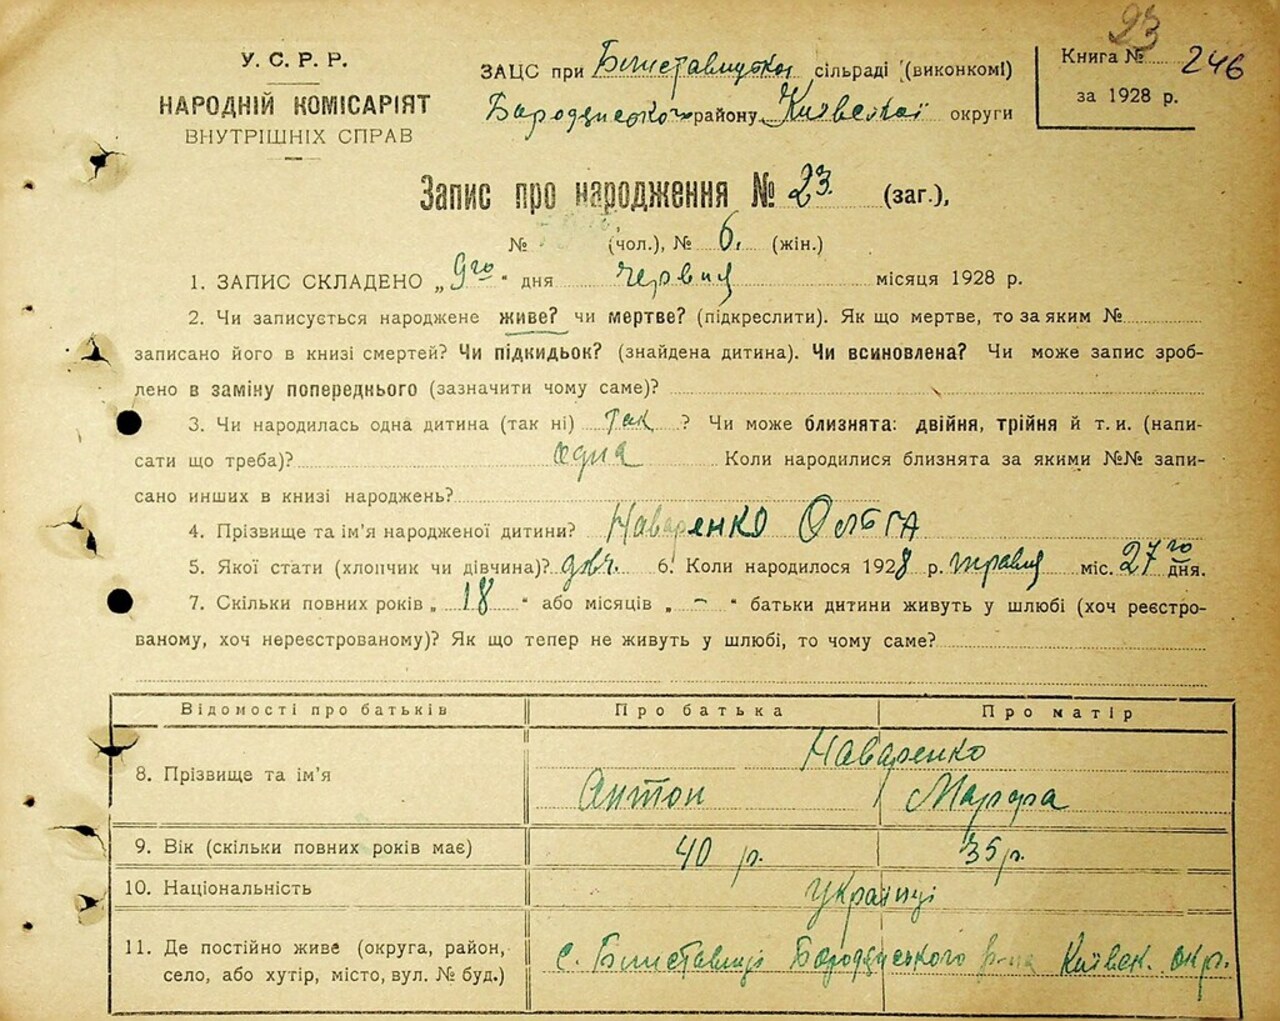 23
У. С. Р. Р.
НАРОДНІЙ КОМІСАРІЯТ
ВНУТРІШНІХ СПРАВ
ЗАЦС при сільраді (виконкомі)
Бородянського району Київської округи
Книга № 246
за 1928 р.
Запис про народження № 23. (заг.),
№ (чол.), № 6. (жін.)
1. ЗАПИС СКЛАДЕНО „9го“ дня червня місяця 1928 р.
2. Чи записується народжене живе? чи мертве? (підкреслити). Як що мертве, то за яким №
записано його в книзі смертей? Чи підкидьок? (знайдена дитина). Чи всиновлена? Чи може запис зроб-
лено в заміну попереднього (зазначити чому саме)?
3. Чи народилась одна дитина (так ні) так ? Чи може близнята: двійня, трійня й т. и. (напи-
сати що треба)? одна Коли народилися близнята за якими №№ запи-
сано инших в книзі народжень?
4. Прізвище та ім'я народженої дитини? Наваренко Ольга
5. Якої стати (хлопчик чи дівчина)? дівч. 6. Коли народилося 1928 р. травня міс. 27го дня.
7. Скільки повних років „ 18 “ або місяців „ - “ батьки дитини живуть у шлюбі (хоч реєстро-
ваному, хоч нереєстрованому)? Як що тепер не живуть у шлюбі, то чому саме?
Відомості про батьків Про батька Про матір
8. Прізвище та ім'я Наваренко
Антон Марфа
9. Вік (скільки повних років має) 40 р. 35 р.
10. Національність Українці
11. Де постійно живе (округа, район,
село, або хутір, місто, вул. № буд.) с. Блиставиці Бородянського р-на Київськ. окр.